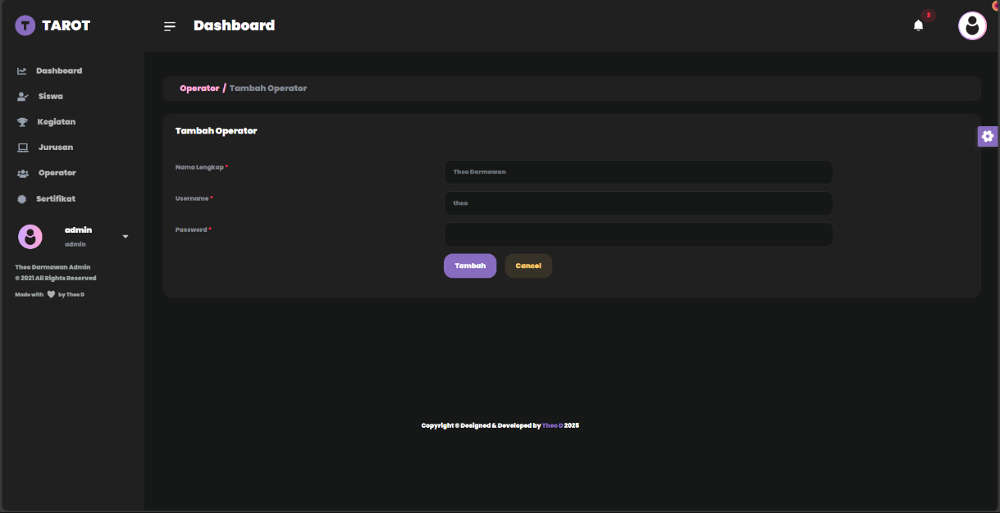 T TAROT
Dashboard
3
Dashboard
Siswa
Kegiatan
Jurusan
Operator
Sertifikat
admin
admin
Theo Darmawan Admin
© 2021 All Rights Reserved
Made with by Theo D
Operator / Tambah Operator
Tambah Operator
Nama Lengkap *
Theo Darmawan
Username *
theo
Password *
Tambah
Cancel
Copyright © Designed & Developed by Theo D 2025